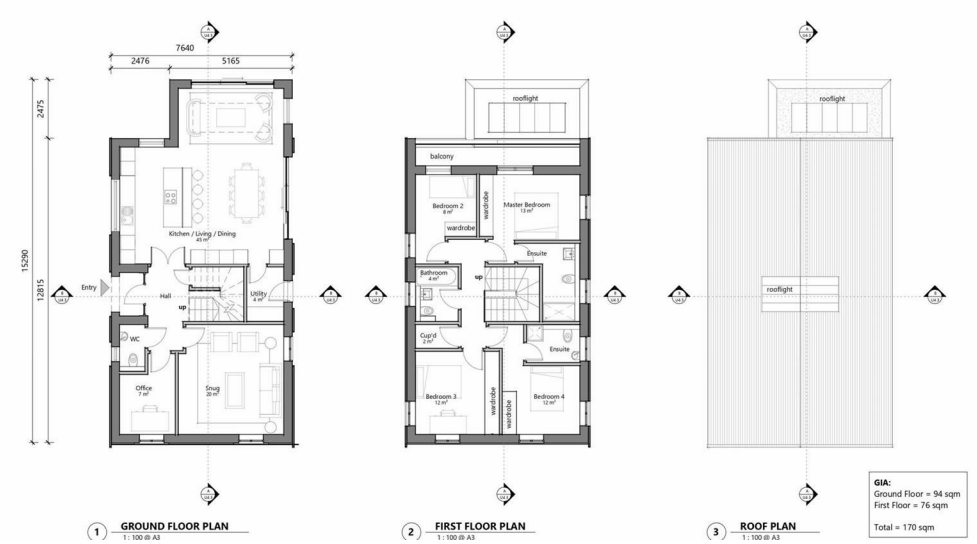 7640
2476
5165
2475
15290
12815
Kitchen / Living / Dining
45 m²
Entry
Hall
up
Utility
4 m²
WC
Office
7 m²
Snug
20 m²
1
GROUND FLOOR PLAN
1 : 100 @ A3
rooflight
balcony
Bedroom 2
8 m²
wardrobe
wardrobe
Master Bedroom
13 m²
Ensuite
Bathroom
4 m²
up
Cup'd
2 m²
Ensuite
Bedroom 3
12 m²
wardrobe
wardrobe
Bedroom 4
12 m²
2
FIRST FLOOR PLAN
1 : 100 @ A3
rooflight
rooflight
3
ROOF PLAN
1 : 100 @ A3
GIA:
Ground Floor = 94 sqm
First Floor = 76 sqm
Total = 170 sqm